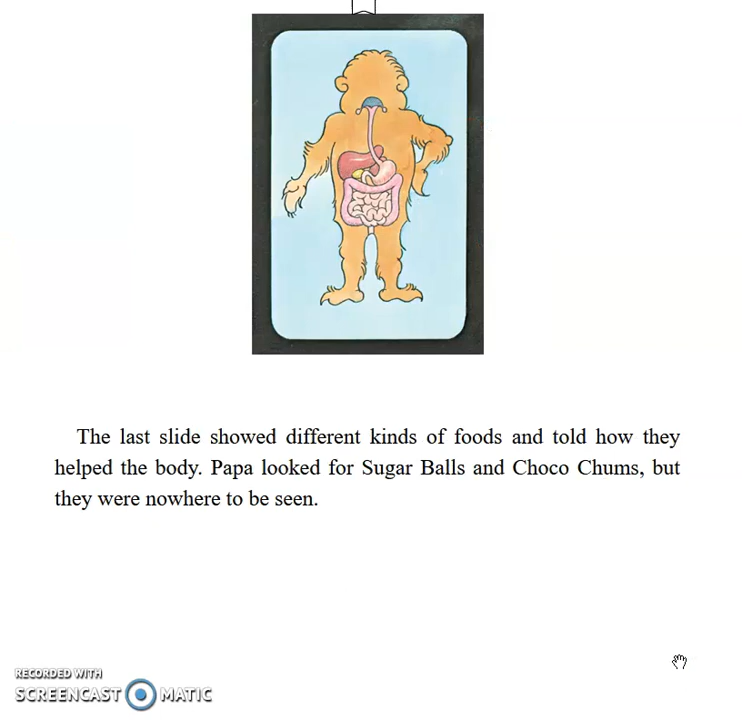 The last slide showed different kinds of foods and told how they
helped the body. Papa looked for Sugar Balls and Choco Chums, but
they were nowhere to be seen.
RECORDED WITH
SCREENCAST MATIC